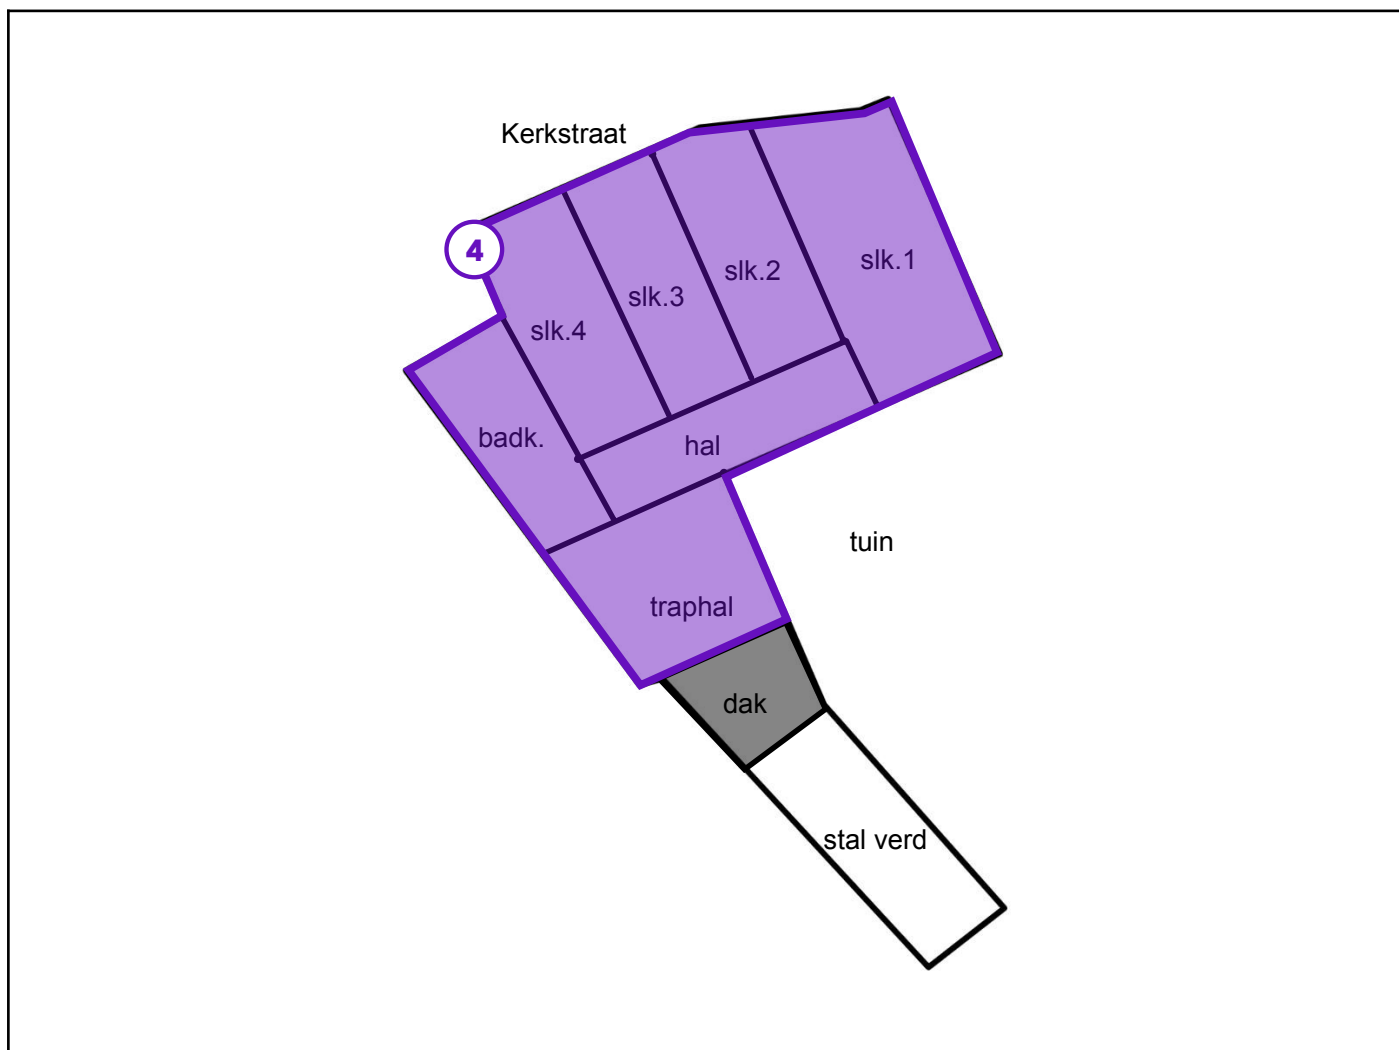 Kerkstraat
4
slk.1
slk.2
slk.3
slk.4
badk.
hal
tuin
traphal
dak
stal verd